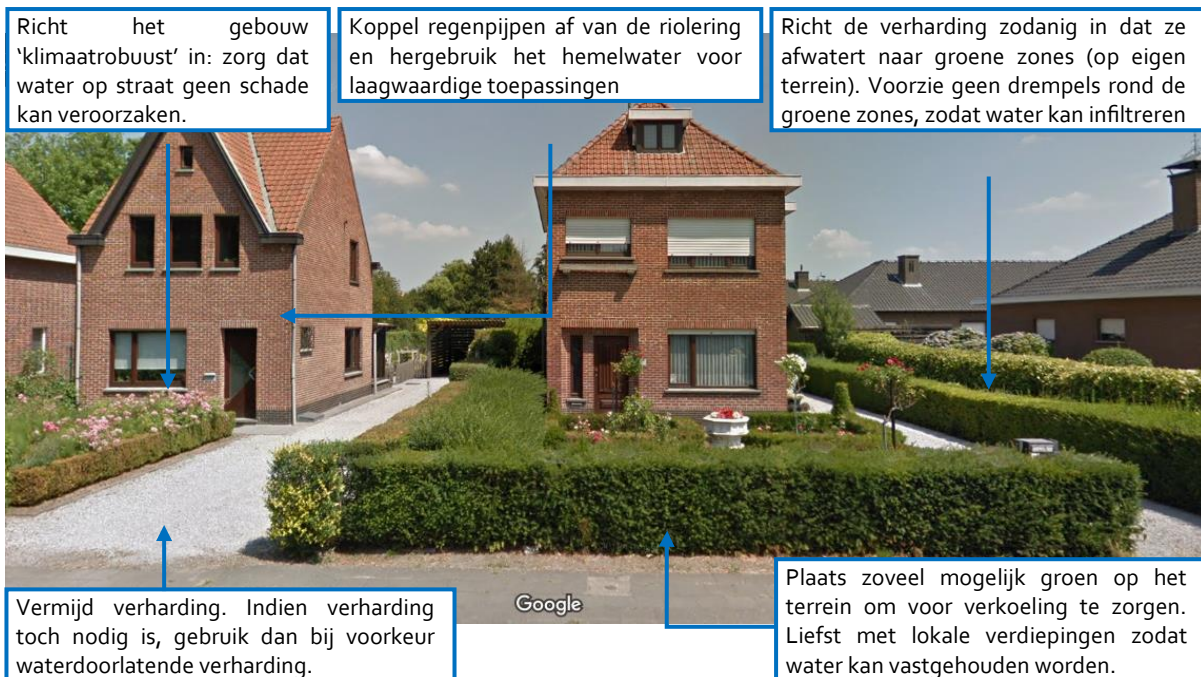 Richt het gebouw
‘klimaatrobuust’ in: zorg dat
water op straat geen schade
kan veroorzaken.
Koppel regenpijpen af van de riolering
en hergebruik het hemelwater voor
laagwaardige toepassingen
Richt de verharding zodanig in dat ze
afwatert naar groene zones (op eigen
terrein). Voorzie geen drempels rond de
groene zones, zodat water kan infiltreren
Vermijd verharding. Indien verharding
toch nodig is, gebruik dan bij voorkeur
waterdoorlatende verharding.
Google
Plaats zoveel mogelijk groen op het
terrein om voor verkoeling te zorgen.
Liefst met lokale verdiepingen zodat
water kan vastgehouden worden.